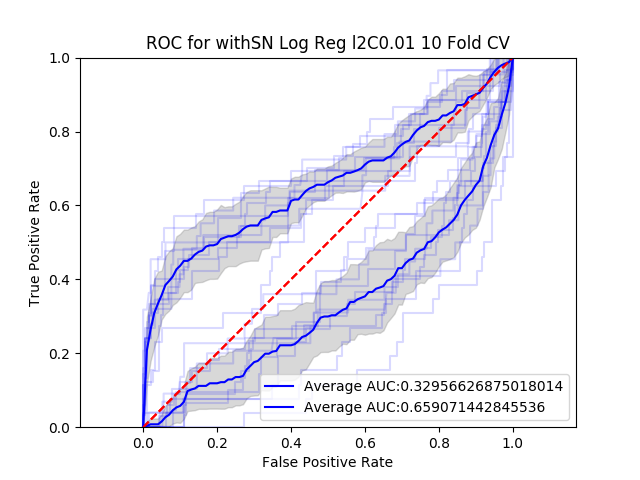 ROC for withSN Log Reg l2C0.01 10 Fold CV
True Positive Rate
1.0
0.8
0.6
0.4
0.2
0.0
Average AUC:0.32956626875018014
Average AUC:0.659071442845536
0.0 0.2 0.4 0.6 0.8 1.0
False Positive Rate